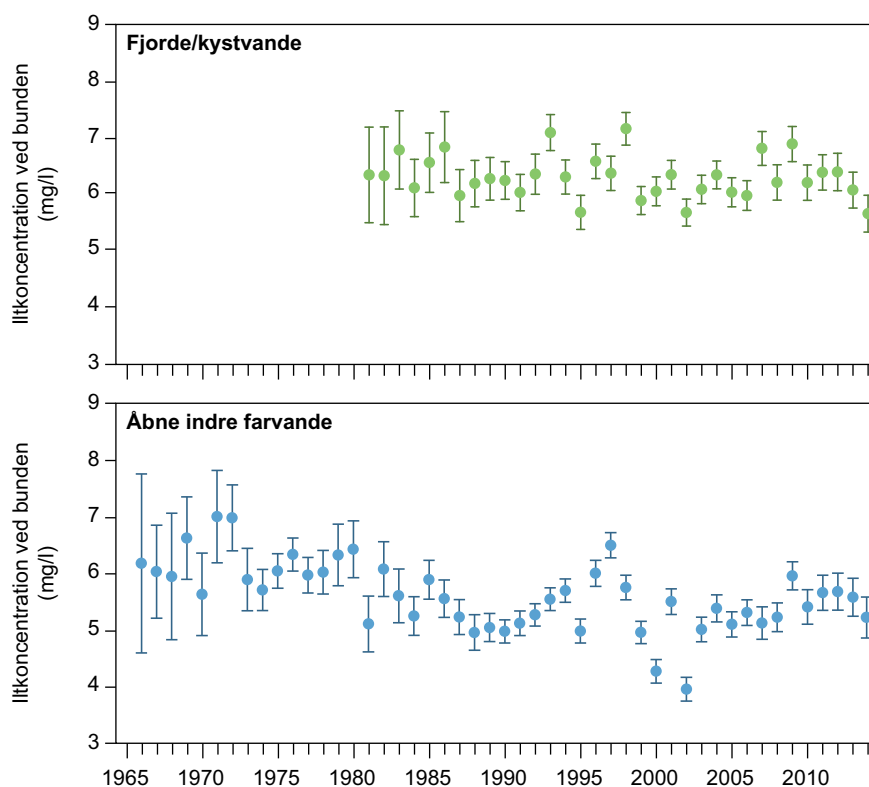 Fjorde/kystvande
Iltkoncentration ved bunden
(mg/l)
9
8
7
6
5
4
3
Åbne indre farvande
Iltkoncentration ved bunden
(mg/l)
9
8
7
6
5
4
3
1965 1970 1975 1980 1985 1990 1995 2000 2005 2010